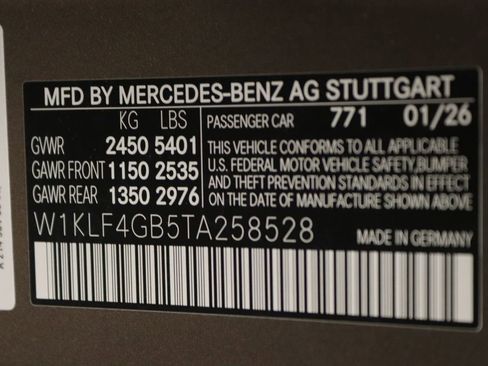 MFD BY MERCEDES-BENZ AG STUTTGART
KG LBS PASSENGER CAR 771 01/26
GVWR 2450 5401 THIS VEHICLE CONFORMS TO ALL APPLICABLE
GAWR FRONT 1150 2535 U.S. FEDERAL MOTOR VEHICLE SAFETY, BUMPER
GAWR REAR 1350 2976 AND THEFT PREVENTION STANDARDS IN EFFECT
ON THE DATE OF MANUFACTURE SHOWN ABOVE
W1KLF4GB5TA258528 MADE IN GERMANY